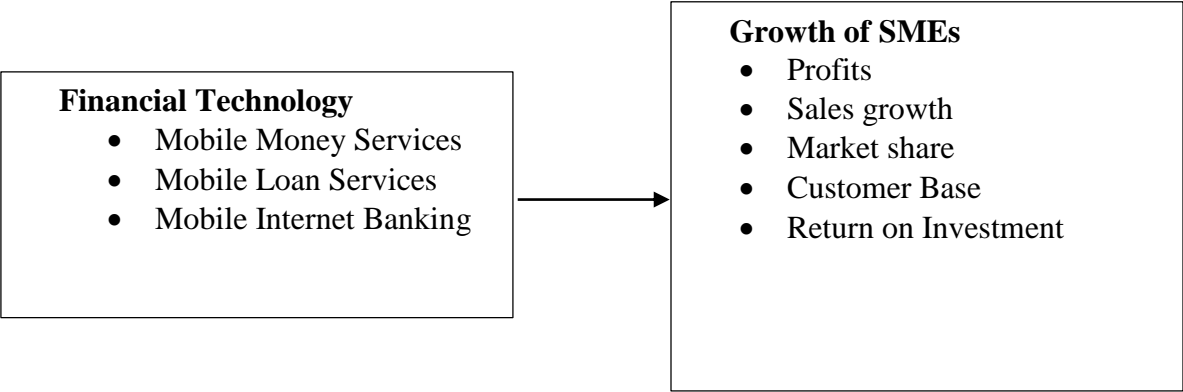 Financial Technology
• Mobile Money Services
• Mobile Loan Services
• Mobile Internet Banking
Growth of SMEs
• Profits
• Sales growth
• Market share
• Customer Base
• Return on Investment